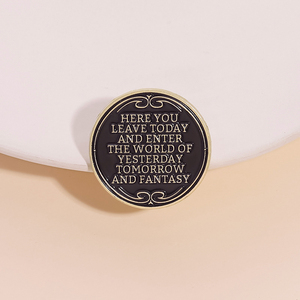 HERE YOU
LEAVE TODAY
AND ENTER
THE WORLD OF
YESTERDAY
TOMORROW
AND FANTASY